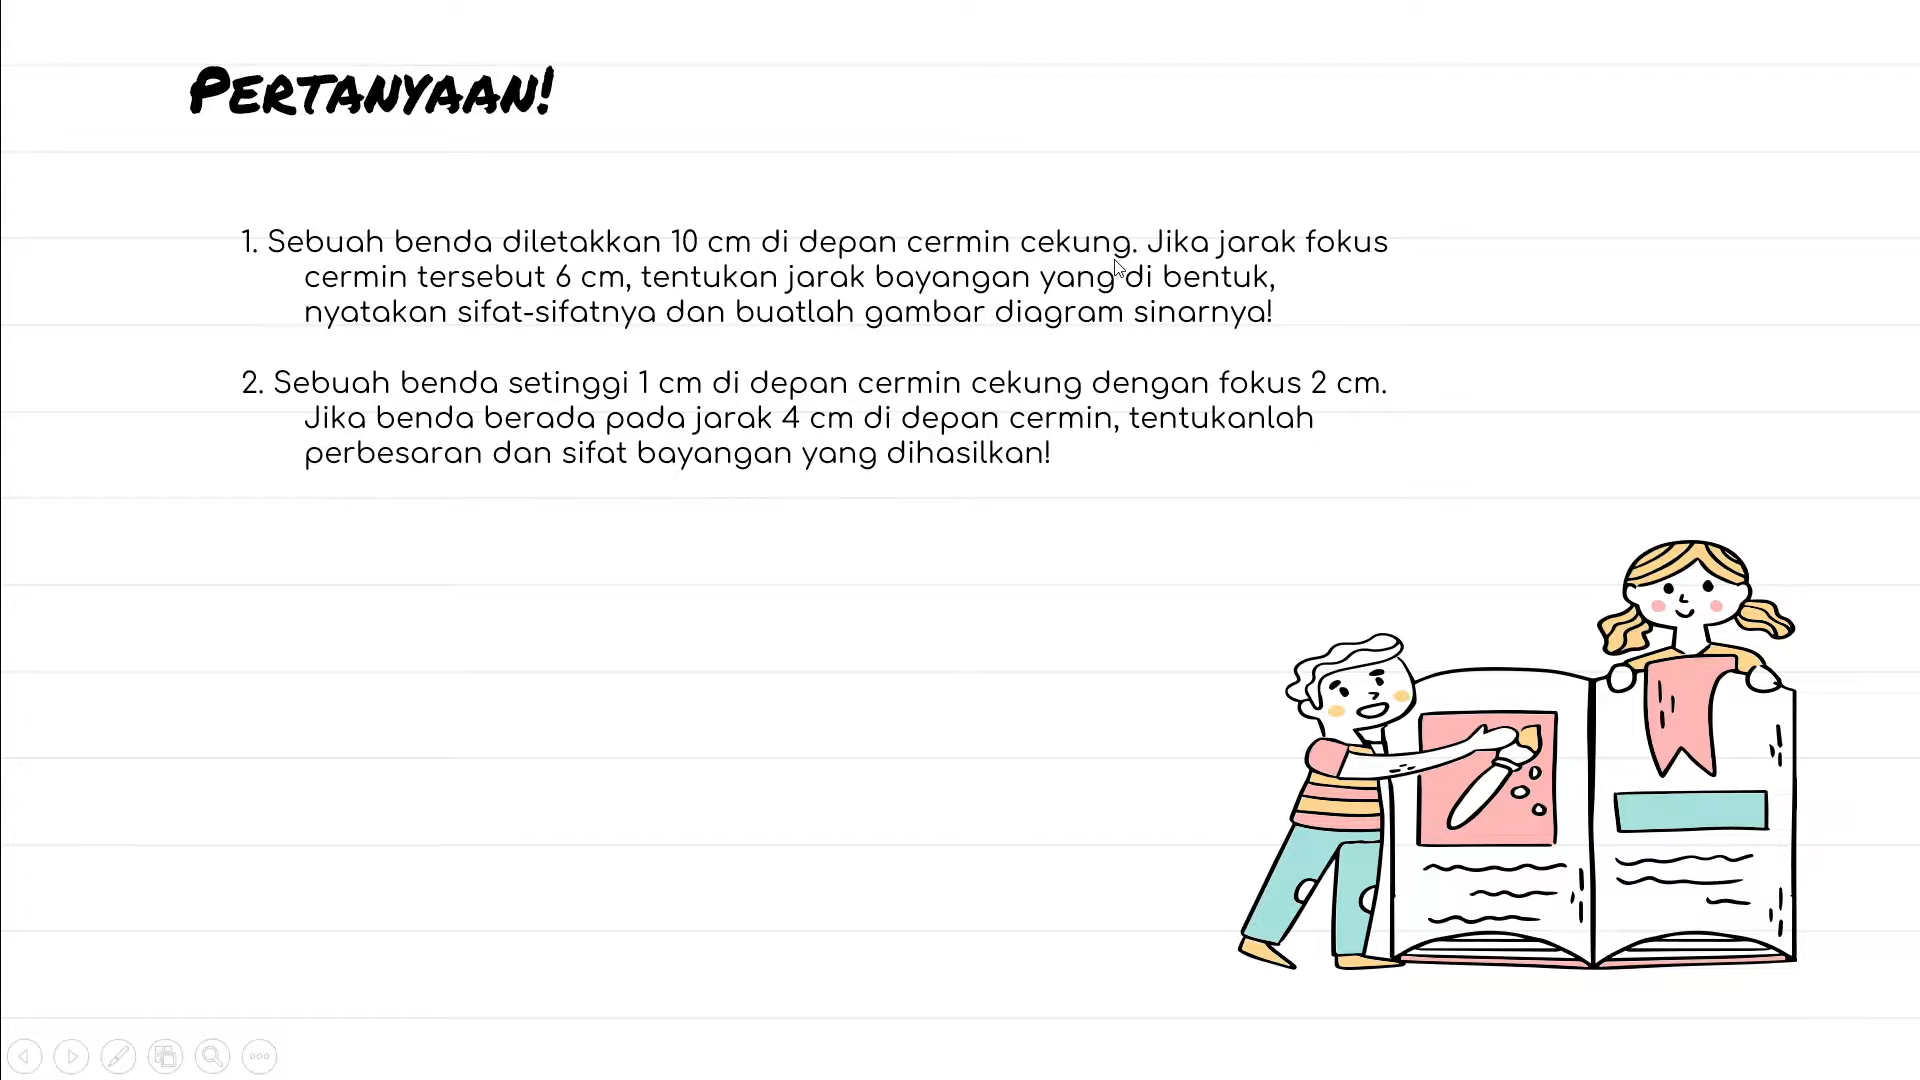 PERTANYAAN!
1. Sebuah benda diletakkan 10 cm di depan cermin cekung. Jika jarak fokus
cermin tersebut 6 cm, tentukan jarak bayangan yang di bentuk,
nyatakan sifat-sifatnya dan buatlah gambar diagram sinarnya!
2. Sebuah benda setinggi 1 cm di depan cermin cekung dengan fokus 2 cm.
Jika benda berada pada jarak 4 cm di depan cermin, tentukanlah
perbesaran dan sifat bayangan yang dihasilkan!